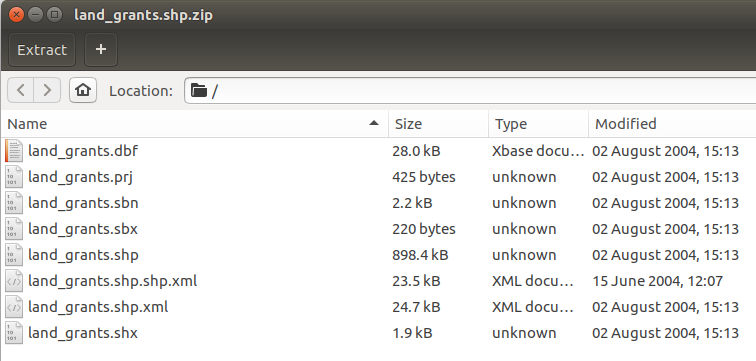 land_grants.shp.zip
Extract +
Location: /
Name Size Type Modified
land_grants.dbf 28.0 kB Xbase docu... 02 August 2004, 15:13
land_grants.prj 425 bytes unknown 02 August 2004, 15:13
land_grants.sbn 2.2 kB unknown 02 August 2004, 15:13
land_grants.sbx 220 bytes unknown 02 August 2004, 15:13
land_grants.shp 898.4 kB unknown 02 August 2004, 15:13
land_grants.shp.shp.xml 23.5 kB XML docu... 15 June 2004, 12:07
land_grants.shp.xml 24.7 kB XML docu... 02 August 2004, 15:13
land_grants.shx 1.9 kB unknown 02 August 2004, 15:13